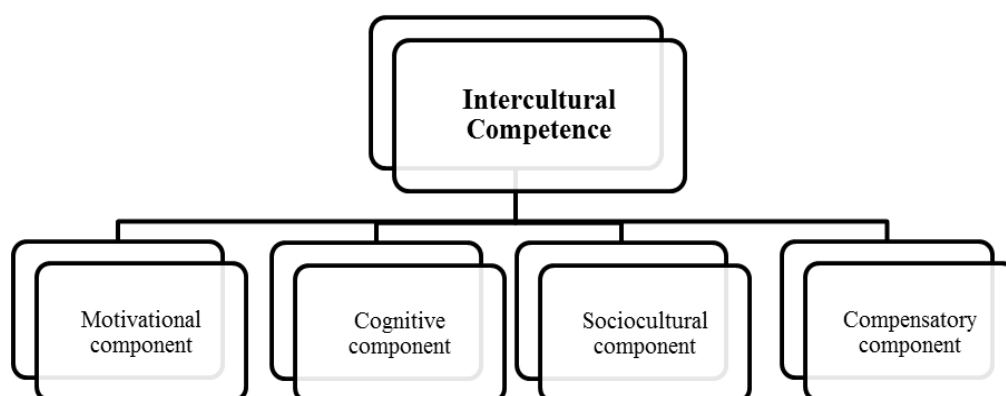 Intercultural
Competence
Motivational
component
Cognitive
component
Sociocultural
component
Compensatory
component